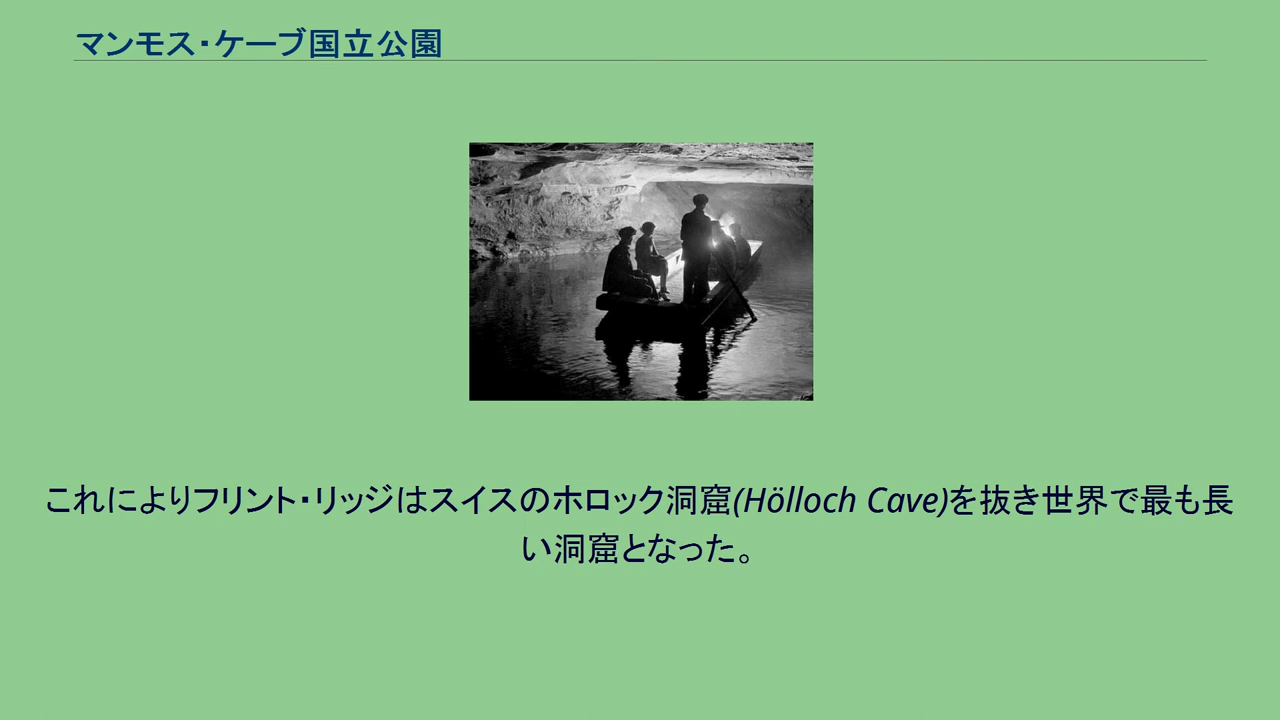 マンモス・ケーブ国立公園
これによりフリント・リッジはスイスのホロック洞窟(Hölloch Cave)を抜き世界で最も長
い洞窟となった。